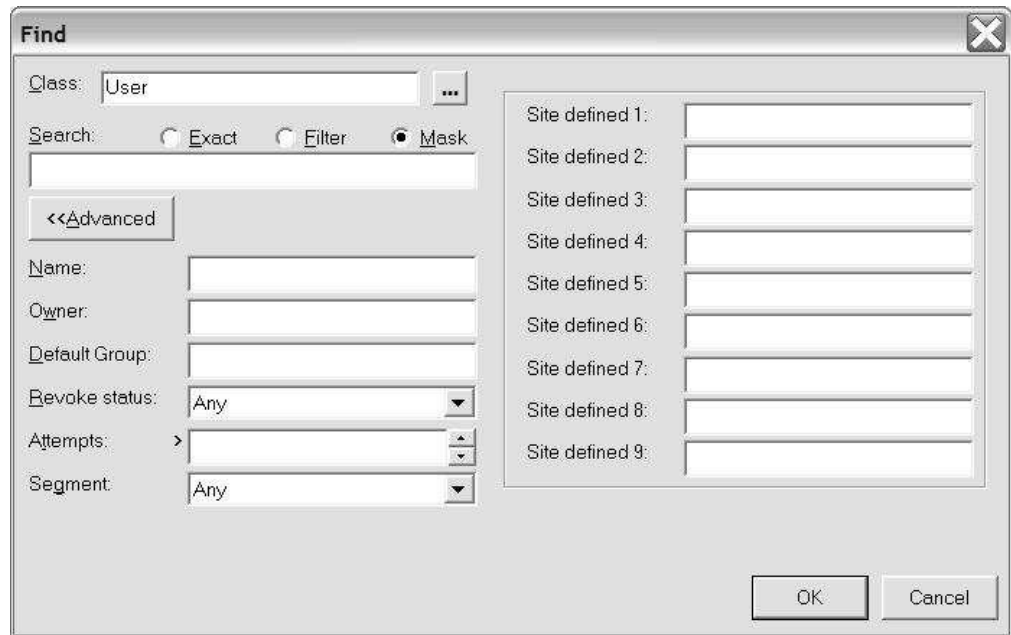 Find
Class: User ...
Search: Exact Filter Mask
<<Advanced
Name:
Owner:
Default Group:
Revoke status: Any
Attempts: >
Segment: Any
Site defined 1:
Site defined 2:
Site defined 3:
Site defined 4:
Site defined 5:
Site defined 6:
Site defined 7:
Site defined 8:
Site defined 9:
OK Cancel